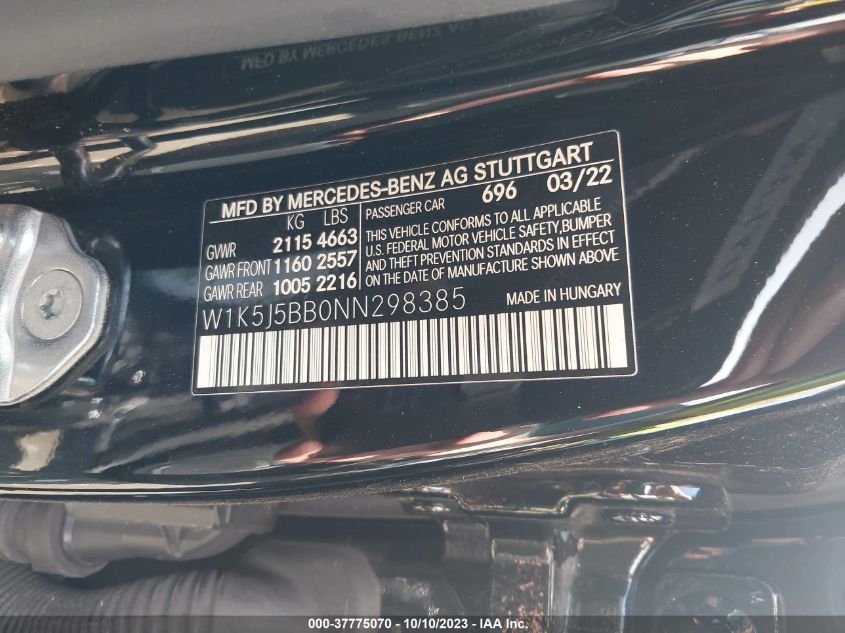 MFD BY MERCEDES-BENZ AG STUTTGART
KG LBS
GVWR 2115 4663
GAWR FRONT 1160 2557
GAWR REAR 1005 2216
PASSENGER CAR 696 03/22
THIS VEHICLE CONFORMS TO ALL APPLICABLE
U.S. FEDERAL MOTOR VEHICLE SAFETY,BUMPER
AND THEFT PREVENTION STANDARDS IN EFFECT
ON THE DATE OF MANUFACTURE SHOWN ABOVE
W1K5J5BB0NN298385 MADE IN HUNGARY
000-37775070 - 10/10/2023 - IAA Inc.